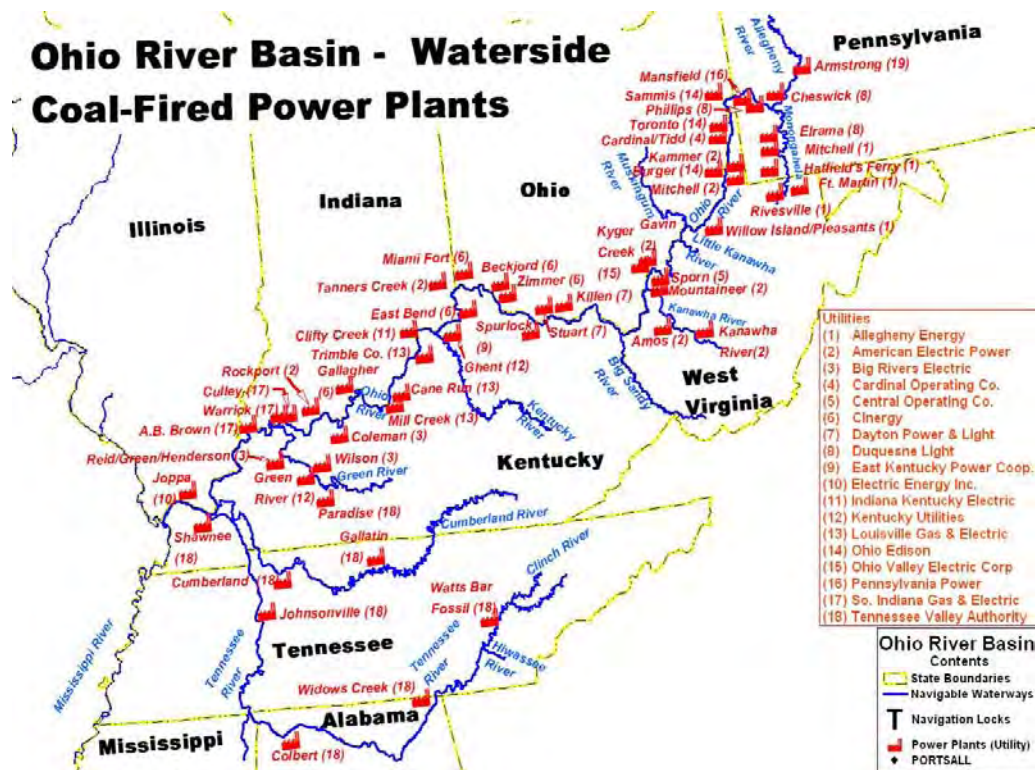 Ohio River Basin - Waterside
Coal-Fired Power Plants
Pennsylvania
Allegheny
River
Armstrong (19)
Mansfield
(16)
Sammis (14)
Cheswick (8)
Phillips (8)
Toronto (14)
Cardinal/Tidd (4)
Monongahela
Elrama (8)
Mitchell (1)
Kammer (2)
Hatfield's Ferry (1)
Burger (14)
Ft. Martin (1)
Mitchell (2)
Rivesville (1)
Muskingum
River
Ohio
River
Willow Island/Pleasants (1)
Ohio
Indiana
Illinois
Gavin
Kyger
Creek
(2)
(15)
Little Kanawha
River
Sporn (5)
Mountaineer (2)
Kanawha River
Amos (2)
Kanawha
River(2)
Miami Fort (6)
Beckjord (6)
Tanners Creek (2)
Zimmer (6)
East Bend (6)
Killen (7)
Clifty Creek (11)
Spurlock
(9)
Stuart (7)
Trimble Co. (13)
Ghent (12)
Big Sandy
River
West
Virginia
Gallagher
(6)
Rockport (2)
Culley (17)
Ohio
River
Cane Run (13)
Warrick (17)
Mill Creek (13)
Kentucky
River
A.B. Brown (17)
Coleman (3)
Reid/Green/Henderson (3)
Wilson (3)
Kentucky
Green
River (12)
Green River
Joppa
(10)
Paradise (18)
Cumberland River
Shawnee
(18)
Gallatin
(18)
Clinch River
Cumberland (18)
Watts Bar
Fossil (18)
Johnsonville (18)
Tennessee
Tennessee
River
Hiwassee
River
Mississippi River
Tennessee
River
Widows Creek (18)
Alabama
Mississippi
Colbert (18)
Utilities
(1) Allegheny Energy
(2) American Electric Power
(3) Big Rivers Electric
(4) Cardinal Operating Co.
(5) Central Operating Co.
(6) Cinergy
(7) Dayton Power & Light
(8) Duquesne Light
(9) East Kentucky Power Coop.
(10) Electric Energy Inc.
(11) Indiana Kentucky Electric
(12) Kentucky Utilities
(13) Louisville Gas & Electric
(14) Ohio Edison
(15) Ohio Valley Electric Corp
(16) Pennsylvania Power
(17) So. Indiana Gas & Electric
(18) Tennessee Valley Authority
Ohio River Basin
Contents
State Boundaries
Navigable Waterways
Navigation Locks
Power Plants (Utility)
PORTSALL